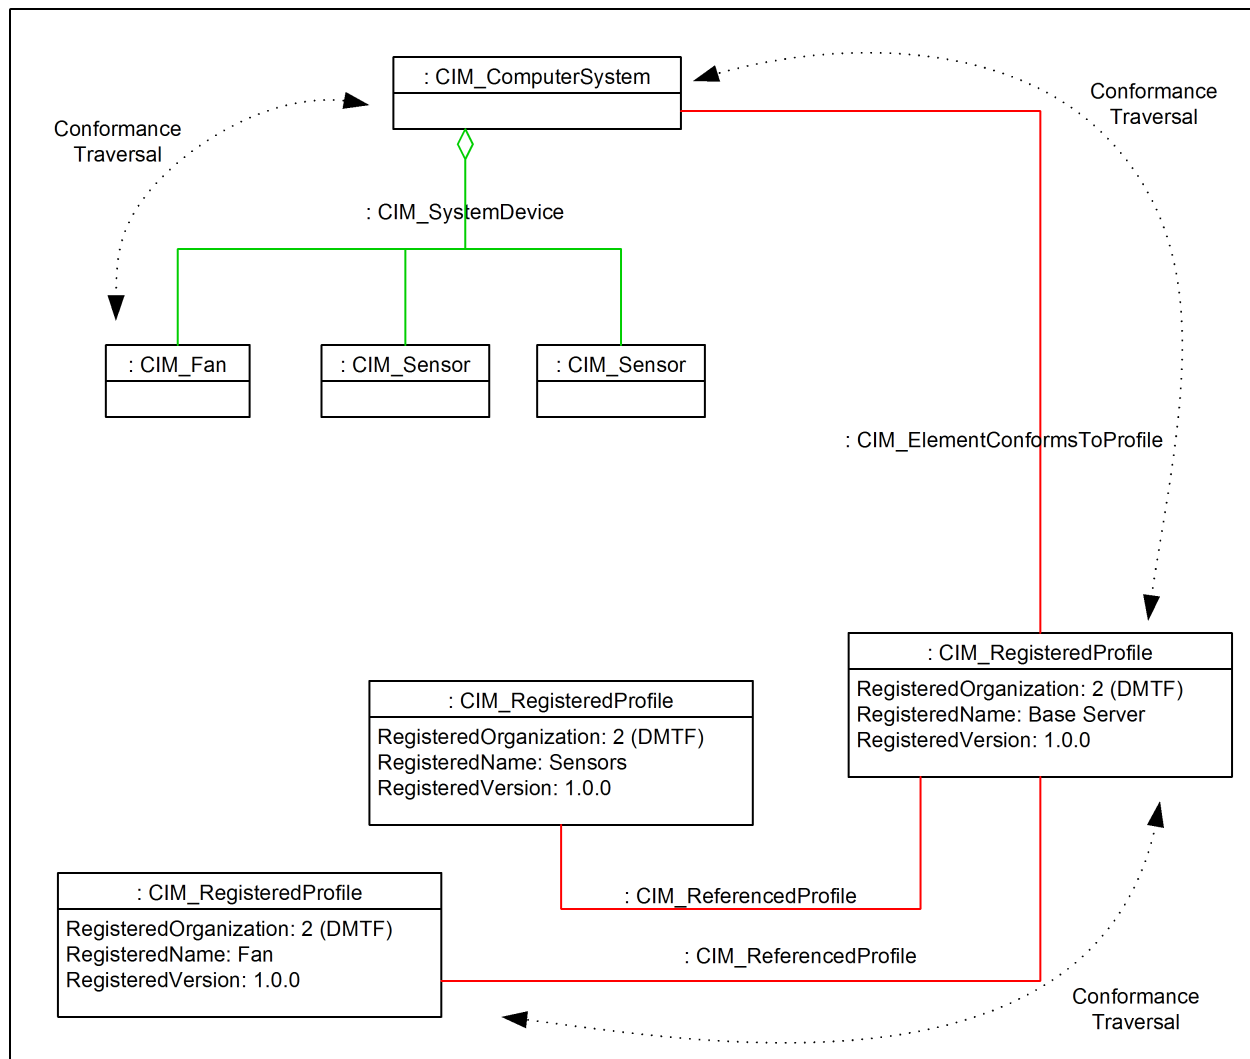 : CIM_ComputerSystem
Conformance
Traversal
Conformance
Traversal
: CIM_SystemDevice
: CIM_Fan
: CIM_Sensor
: CIM_Sensor
: CIM_ElementConformsToProfile
: CIM_RegisteredProfile
RegisteredOrganization: 2 (DMTF)
RegisteredName: Base Server
RegisteredVersion: 1.0.0
: CIM_RegisteredProfile
RegisteredOrganization: 2 (DMTF)
RegisteredName: Sensors
RegisteredVersion: 1.0.0
: CIM_ReferencedProfile
: CIM_RegisteredProfile
RegisteredOrganization: 2 (DMTF)
RegisteredName: Fan
RegisteredVersion: 1.0.0
: CIM_ReferencedProfile
Conformance
Traversal